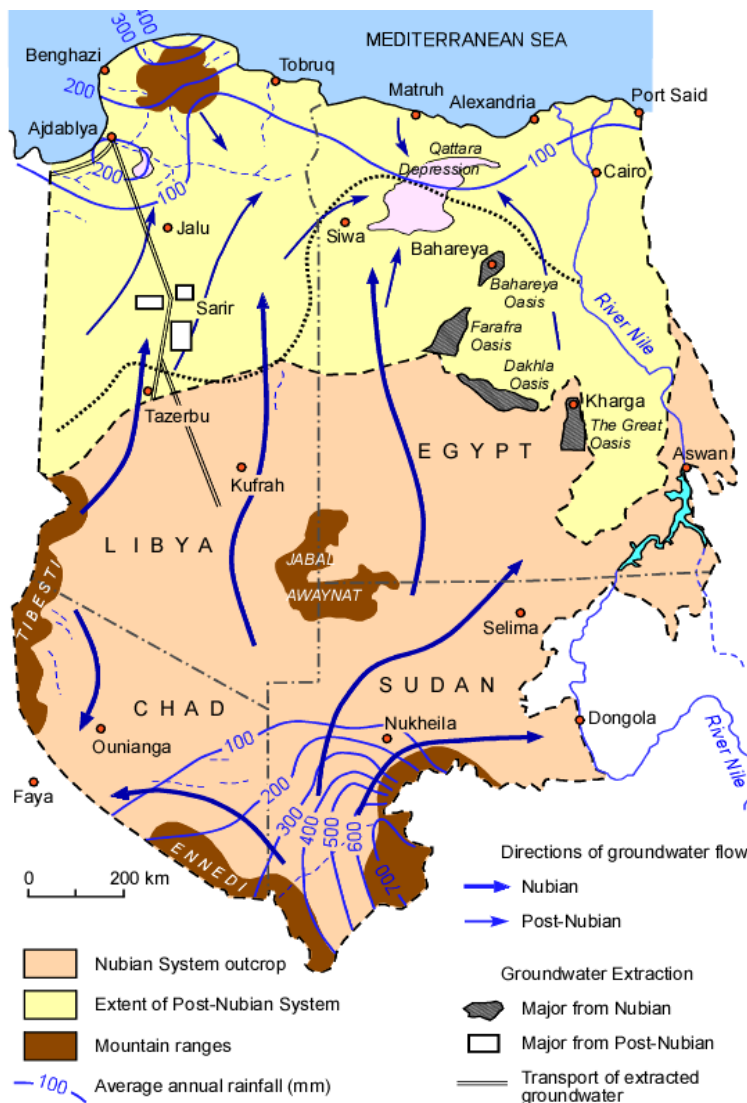 MEDITERRANEAN SEA
400
300
200
Benghazi
Tobruq
Matruh
Alexandria
Port Said
Ajdablya
200
100
Qattara
Depression
100
Cairo
Jalu
Siwa
Bahareya
Bahareya
Oasis
Sarir
River Nile
Farafra
Oasis
Dakhla
Oasis
Tazerbu
Kharga
The Great
Oasis
EGYPT
Aswan
Kufrah
LIBYA
JABAL
AWAYNAT
TIBESTI
Selima
CHAD
SUDAN
Ounianga
Nukheila
Dongola
River Nile
100
200
300
400
500
600
700
Faya
ENNEDI
0 200 km
Directions of groundwater flow
Nubian
Post-Nubian
Nubian System outcrop
Extent of Post-Nubian System
Mountain ranges
100 Average annual rainfall (mm)
Groundwater Extraction
Major from Nubian
Major from Post-Nubian
Transport of extracted
groundwater